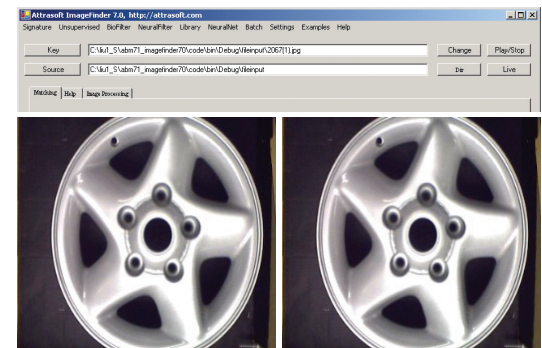 Attrasoft ImageFinder 7.0, http://attrasoft.com
Signature Unsupervised BioFilter NeuralFilter Library NeuralNet Batch Settings Examples Help
Key C:\liu1_S\abm71_imagefinder70\code\bin\Debug\fileinput\2067(1).jpg Change Play/Stop
Source C:\liu1_S\abm71_imagefinder70\code\bin\Debug\fileinput Dir Live
Matching Help Image Processing